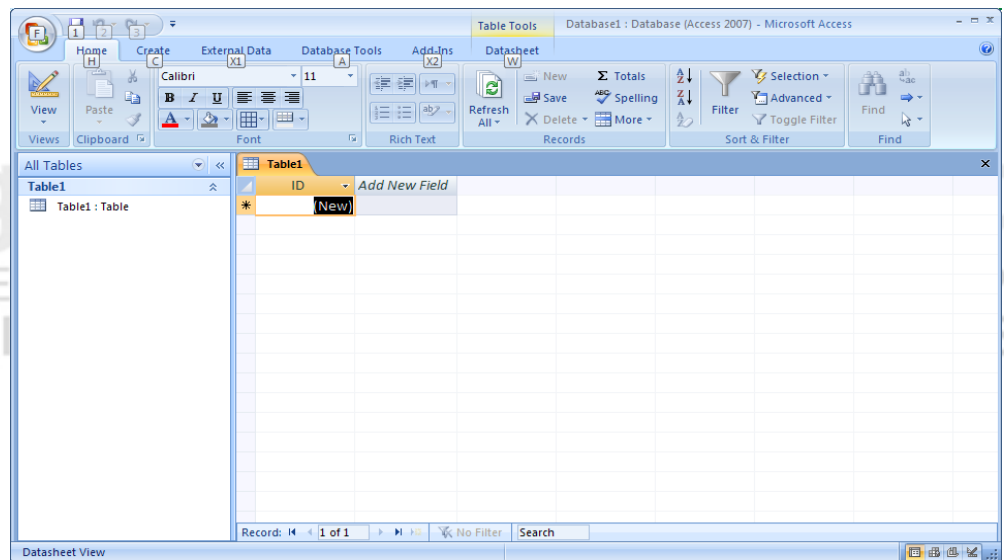 Table Tools Database1 : Database (Access 2007) - Microsoft Access
F 1 2 3
Home Create External Data Database Tools Add-Ins Datasheet
H C X1 A X2 W
View
Views
Paste
Clipboard
Calibri 11
B I U
A
Font
ab
Rich Text
Refresh All
New
Save
Delete
Σ Totals
ABC Spelling
More
Records
A Z
Z A
Filter
Selection
Advanced
Toggle Filter
Sort & Filter
Find
Find
All Tables
Table1
Table1 : Table
Table1
ID Add New Field
(New)
Record: 1 of 1 No Filter Search
Datasheet View